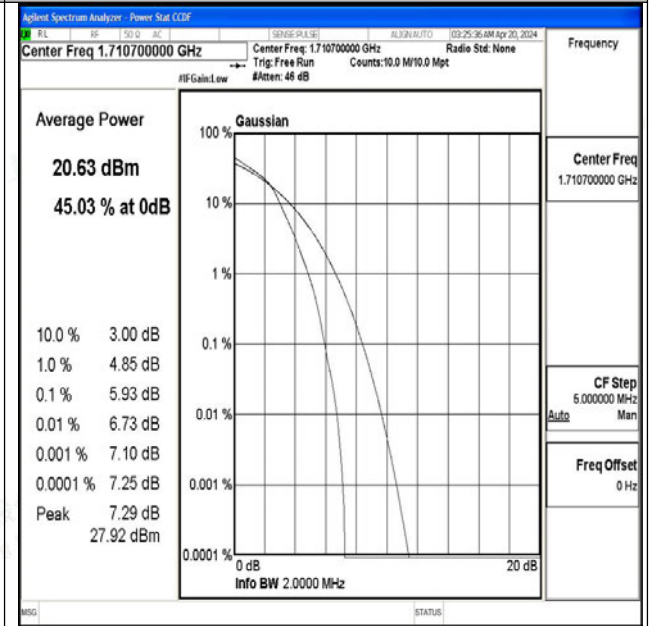 Agilent Spectrum Analyzer - Power Stat CCDF
RL RF 50 Ω AC SENSE:PULSE ALIGN AUTO 03:25:36 AM Apr 20, 2024
Center Freq 1.710700000 GHz
Center Freq: 1.710700000 GHz Radio Std: None
Trig: Free Run Counts:10.0 M/10.0 Mpt
#IFGain:Low #Atten: 46 dB
Frequency
Average Power
20.63 dBm
45.03 % at 0dB
10.0 % 3.00 dB
1.0 % 4.85 dB
0.1 % 5.93 dB
0.01 % 6.73 dB
0.001 % 7.10 dB
0.0001 % 7.25 dB
Peak 7.29 dB
27.92 dBm
Gaussian
100 %
10 %
1 %
0.1 %
0.01 %
0.001 %
0.0001 %
0 dB 20 dB
Info BW 2.0000 MHz
Center Freq
1.710700000 GHz
CF Step
5.000000 MHz
Auto Man
Freq Offset
0 Hz
MSG STATUS